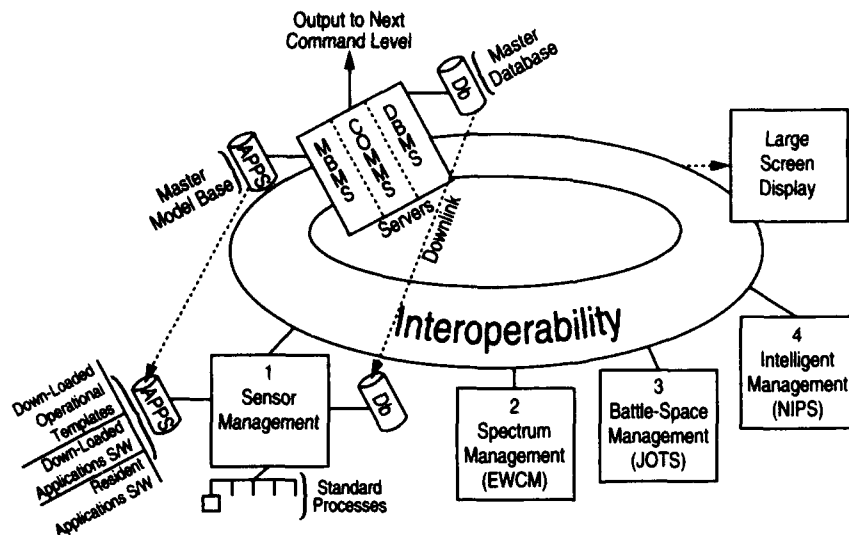 Output to Next
Command Level
Master
Database
Db
MBMS
COMMS
DBMS
Servers
APPS
Master
Model Base
Downlink
Large
Screen
Display
Interoperability
1
Sensor
Management
APPS
Db
Down-Loaded
Operational
Templates
Down-Loaded
Applications S/W
Resident
Applications S/W
Standard
Processes
2
Spectrum
Management
(EWCM)
3
Battle-Space
Management
(JOTS)
4
Intelligent
Management
(NIPS)